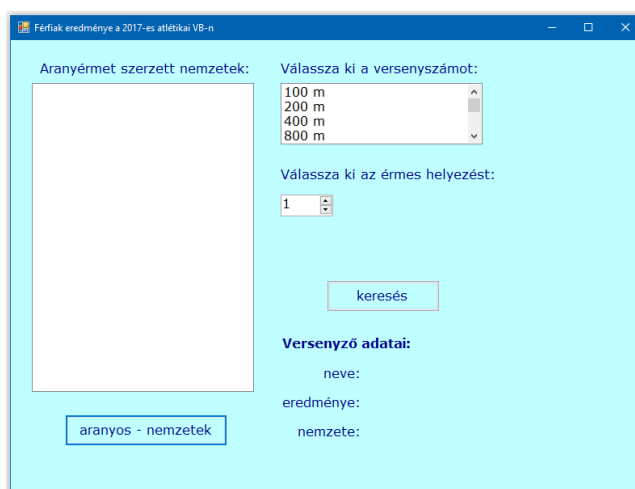 Férfiak eredménye a 2017-es atlétikai VB-n
Aranyérmet szerzett nemzetek:
Válassza ki a versenyszámot:
100 m
200 m
400 m
800 m
Válassza ki az érmes helyezést:
1
keresés
Versenyző adatai:
neve:
eredménye:
nemzete:
aranyos - nemzetek